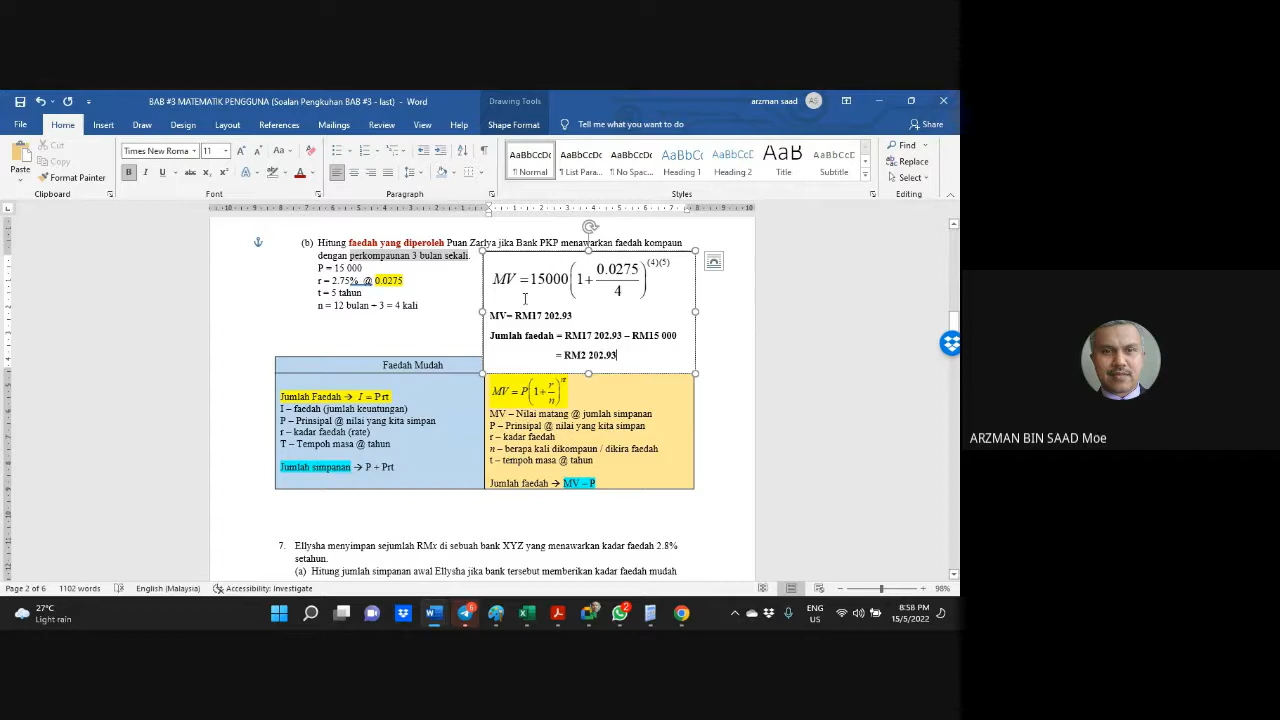 BAB #3 MATEMATIK PENGGUNA (Soalan Pengkuhan BAB #3 - last) - Word
Drawing Tools
arzman saad
AS
File Home Insert Draw Design Layout References Mailings Review View Help Shape Format Tell me what you want to do Share
Paste
Cut
Copy
Format Painter
Clipboard
Times New Roma 11
Font
Paragraph
AaBbCcDc AaBbCcDc AaBbCcDc AaBbCc AaBbCcD AaB AaBbCcD
¶ Normal ¶ List Para... ¶ No Spac... Heading 1 Heading 2 Title Subtitle
Styles
Find
Replace
Select
Editing
(b) Hitung faedah yang diperoleh Puan Zarlya jika Bank PKP menawarkan faedah kompaun
dengan perkompaunan 3 bulan sekali.
P = 15 000
r = 2.75% @ 0.0275
t = 5 tahun
n = 12 bulan ÷ 3 = 4 kali
MV = 15000(1 + 0.0275/4)^(4)(5)
MV= RM17 202.93
Jumlah faedah = RM17 202.93 – RM15 000
= RM2 202.93
Faedah Mudah
Jumlah Faedah → I = Prt
I – faedah (jumlah keuntungan)
P – Prinsipal @ nilai yang kita simpan
r – kadar faedah (rate)
T – Tempoh masa @ tahun
Jumlah simpanan → P + Prt
MV = P(1 + r/n)^nt
MV – Nilai matang @ jumlah simpanan
P – Prinsipal @ nilai yang kita simpan
r – kadar faedah
n – berapa kali dikompaun / dikira faedah
t – tempoh masa @ tahun
Jumlah faedah → MV – P
7. Ellysha menyimpan sejumlah RMx di sebuah bank XYZ yang menawarkan kadar faedah 2.8%
setahun.
(a) Hitung jumlah simpanan awal Ellysha jika bank tersebut memberikan kadar faedah mudah
Page 2 of 6 1102 words English (Malaysia) Accessibility: Investigate 98%
27°C
Light rain
ENG
US
8:58 PM
15/5/2022
ARZMAN BIN SAAD Moe